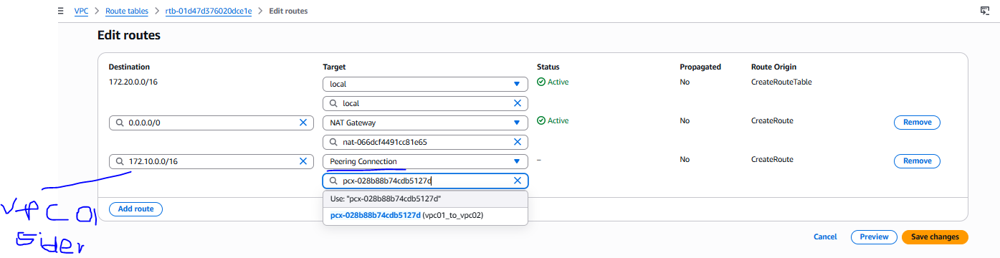 VPC > Route tables > rtb-01d47d376020dce1e > Edit routes
Edit routes
Destination Target Status Propagated Route Origin
172.20.0.0/16 local Active No CreateRouteTable
local
0.0.0.0/0 NAT Gateway Active No CreateRoute Remove
nat-066dcf4491cc81e65
172.10.0.0/16 Peering Connection – No CreateRoute Remove
pcx-028b88b74cdb5127d
Use: "pcx-028b88b74cdb5127d"
Add route
pcx-028b88b74cdb5127d (vpc01_to_vpc02)
VPC 01
Sider
Cancel Preview Save changes